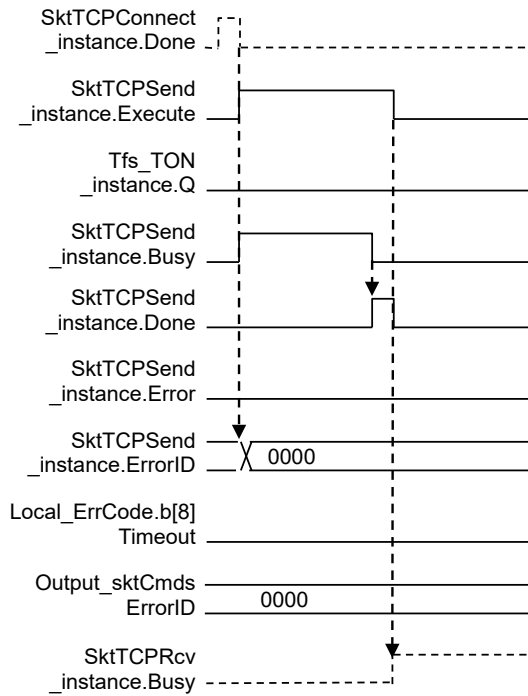 SktTCPConnect
_instance.Done
SktTCPSend
_instance.Execute
Tfs_TON
_instance.Q
SktTCPSend
_instance.Busy
SktTCPSend
_instance.Done
SktTCPSend
_instance.Error
SktTCPSend
_instance.ErrorID
0000
Local_ErrCode.b[8]
Timeout
Output_sktCmds
ErrorID
0000
SktTCPRcv
_instance.Busy